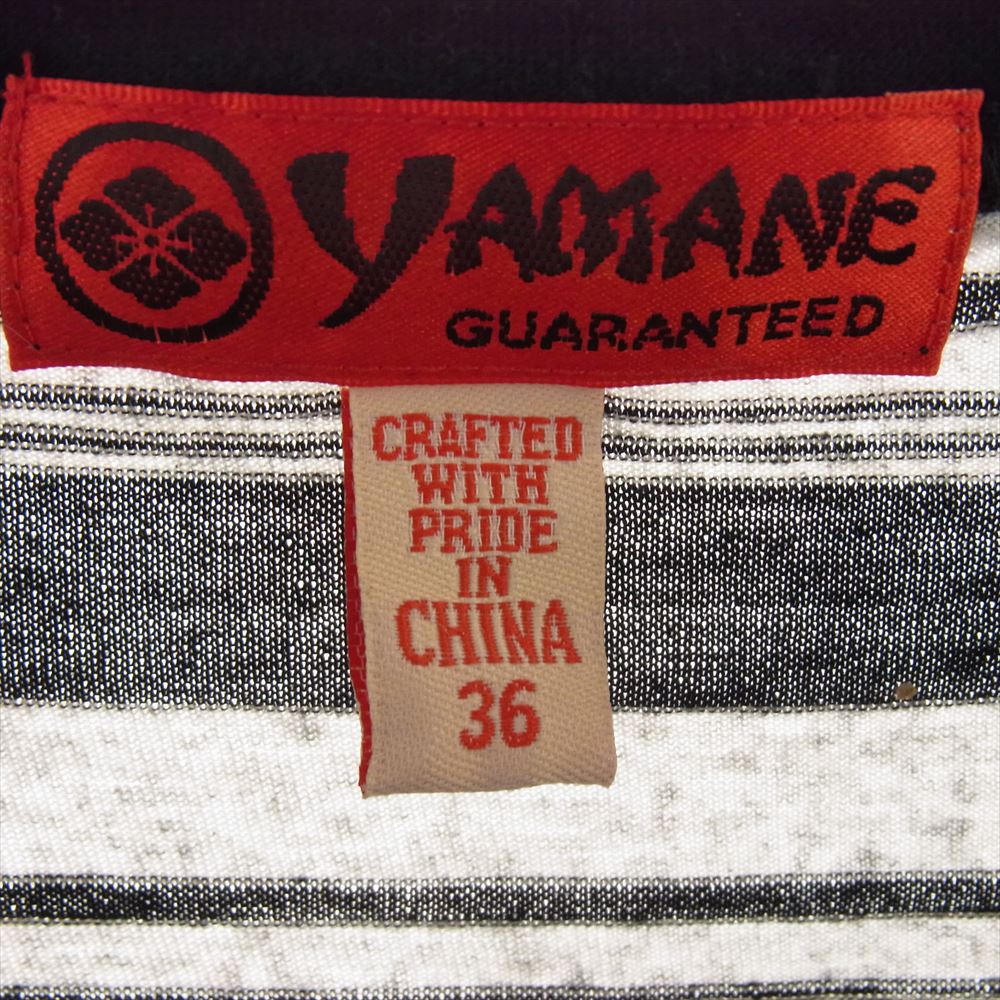 YAMANE
GUARANTEED
CRAFTED
WITH
PRIDE
IN
CHINA
36